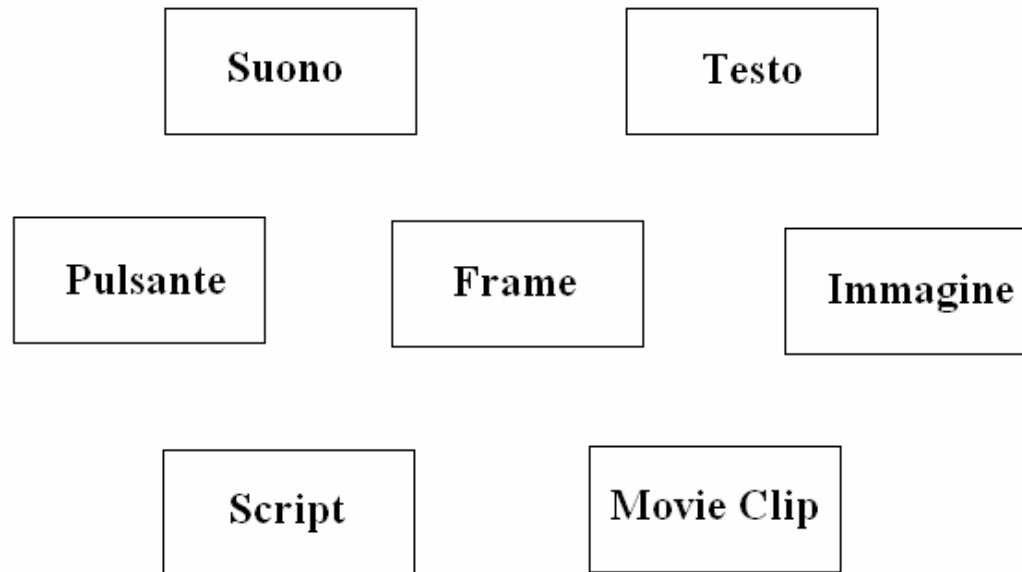 Suono
Testo
Pulsante
Frame
Immagine
Script
Movie Clip